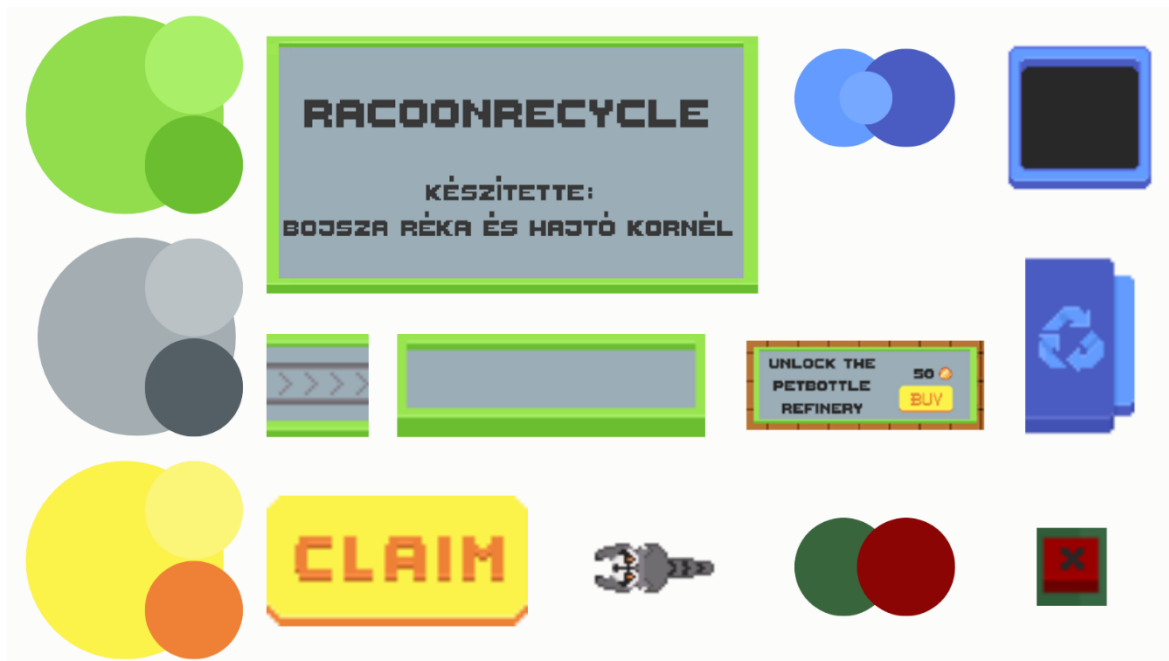 RACOONRECYCLE
KÉSZÍTETTE:
BOJSZA RÉKA ÉS HAJTÓ KORNÉL
UNLOCK THE
PETBOTTLE
REFINERY
50
BUY
CLAIM
X